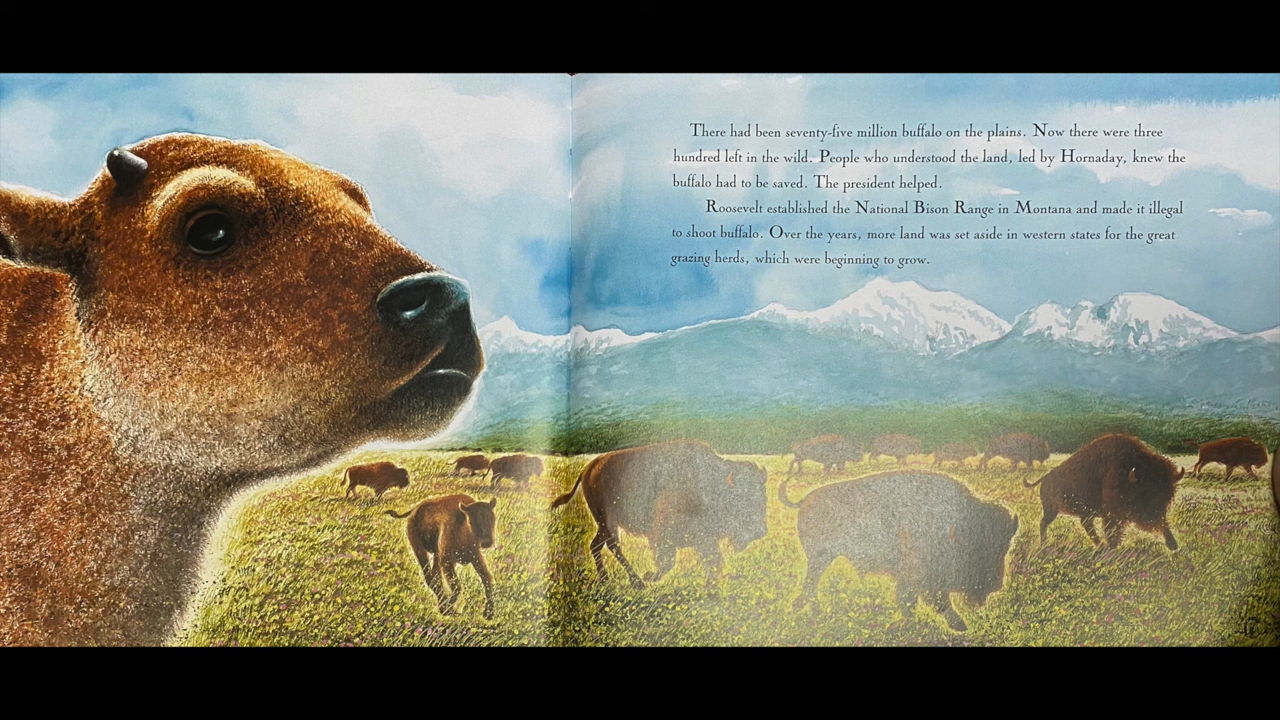 There had been seventy-five million buffalo on the plains. Now there were three
hundred left in the wild. People who understood the land, led by Hornaday, knew the
buffalo had to be saved. The president helped.
Roosevelt established the National Bison Range in Montana and made it illegal
to shoot buffalo. Over the years, more land was set aside in western states for the great
grazing herds, which were beginning to grow.